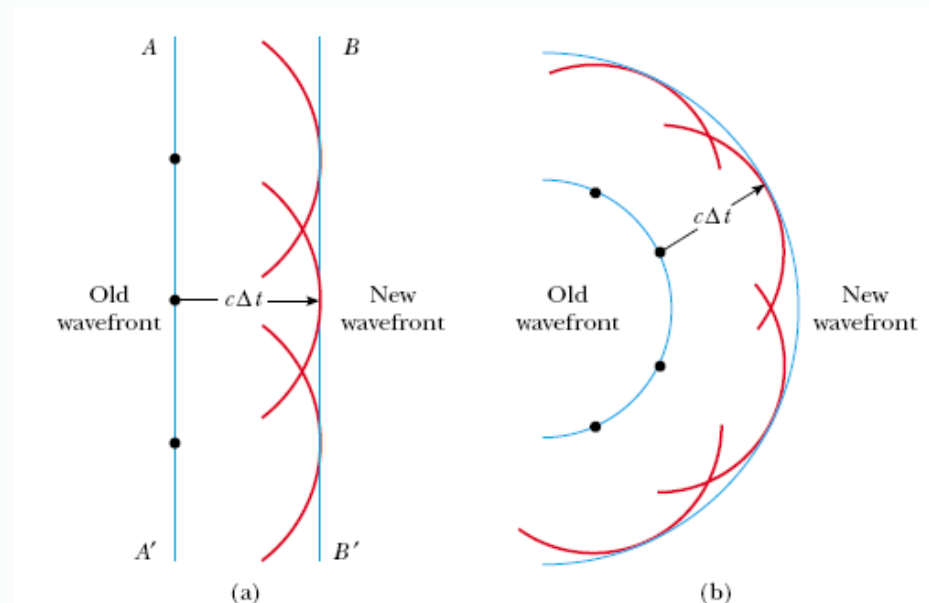 A
B
Old
wavefront
cΔt
New
wavefront
A′
B′
(a)
cΔt
Old
wavefront
New
wavefront
(b)